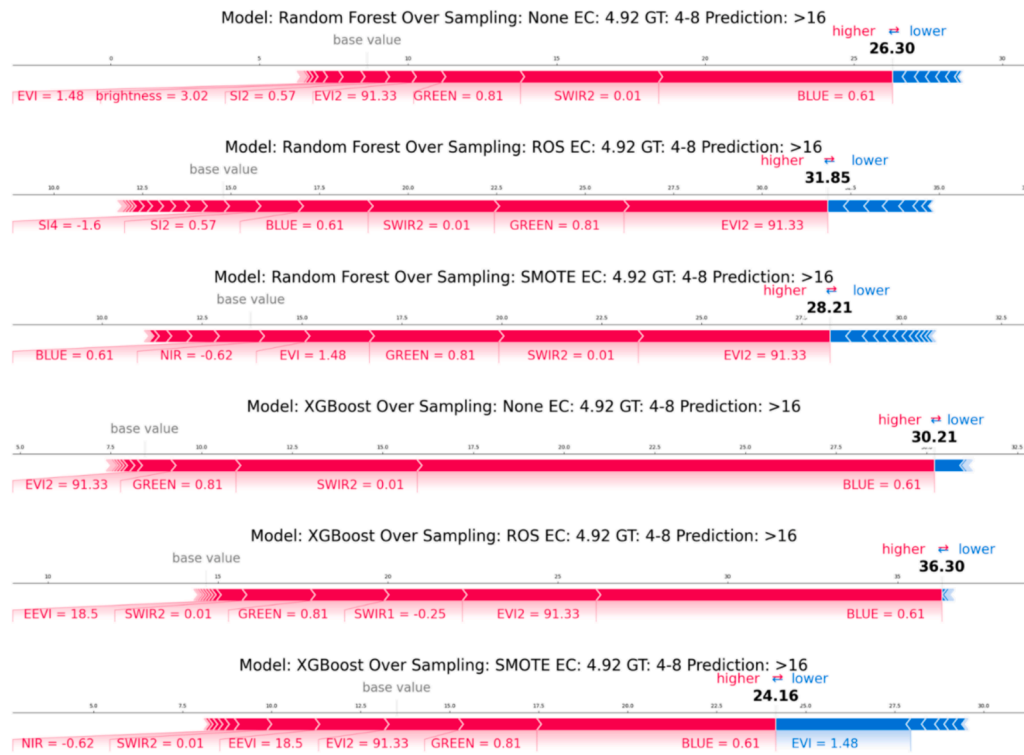 Model: Random Forest Over Sampling: None EC: 4.92 GT: 4-8 Prediction: >16
higher ⇄ lower
base value
26.30
0 5 10 15 20 25 30
EVI = 1.48 brightness = 3.02 SI2 = 0.57 EVI2 = 91.33 GREEN = 0.81 SWIR2 = 0.01 BLUE = 0.61
Model: Random Forest Over Sampling: ROS EC: 4.92 GT: 4-8 Prediction: >16
higher ⇄ lower
base value
31.85
10.0 12.5 15.0 17.5 20.0 22.5 25.0 27.5 30.0 35.0
SI4 = -1.6 SI2 = 0.57 BLUE = 0.61 SWIR2 = 0.01 GREEN = 0.81 EVI2 = 91.33
Model: Random Forest Over Sampling: SMOTE EC: 4.92 GT: 4-8 Prediction: >16
higher ⇄ lower
base value
28.21
10.0 12.5 15.0 17.5 20.0 22.5 25.0 30.0 32.5
BLUE = 0.61 NIR = -0.62 EVI = 1.48 GREEN = 0.81 SWIR2 = 0.01 EVI2 = 91.33
Model: XGBoost Over Sampling: None EC: 4.92 GT: 4-8 Prediction: >16
higher ⇄ lower
base value
30.21
5.0 7.5 10.0 12.5 15.0 17.5 20.0 22.5 25.0 27.5 32.5
EVI2 = 91.33 GREEN = 0.81 SWIR2 = 0.01 BLUE = 0.61
Model: XGBoost Over Sampling: ROS EC: 4.92 GT: 4-8 Prediction: >16
higher ⇄ lower
base value
36.30
10 15 20 25 30 35
EEVI = 18.5 SWIR2 = 0.01 GREEN = 0.81 SWIR1 = -0.25 EVI2 = 91.33 BLUE = 0.61
Model: XGBoost Over Sampling: SMOTE EC: 4.92 GT: 4-8 Prediction: >16
higher ⇄ lower
base value
24.16
5.0 7.5 10.0 12.5 15.0 17.5 20.0 22.5 25.0 27.5 30.0
NIR = -0.62 SWIR2 = 0.01 EEVI = 18.5 EVI2 = 91.33 GREEN = 0.81 BLUE = 0.61 EVI = 1.48